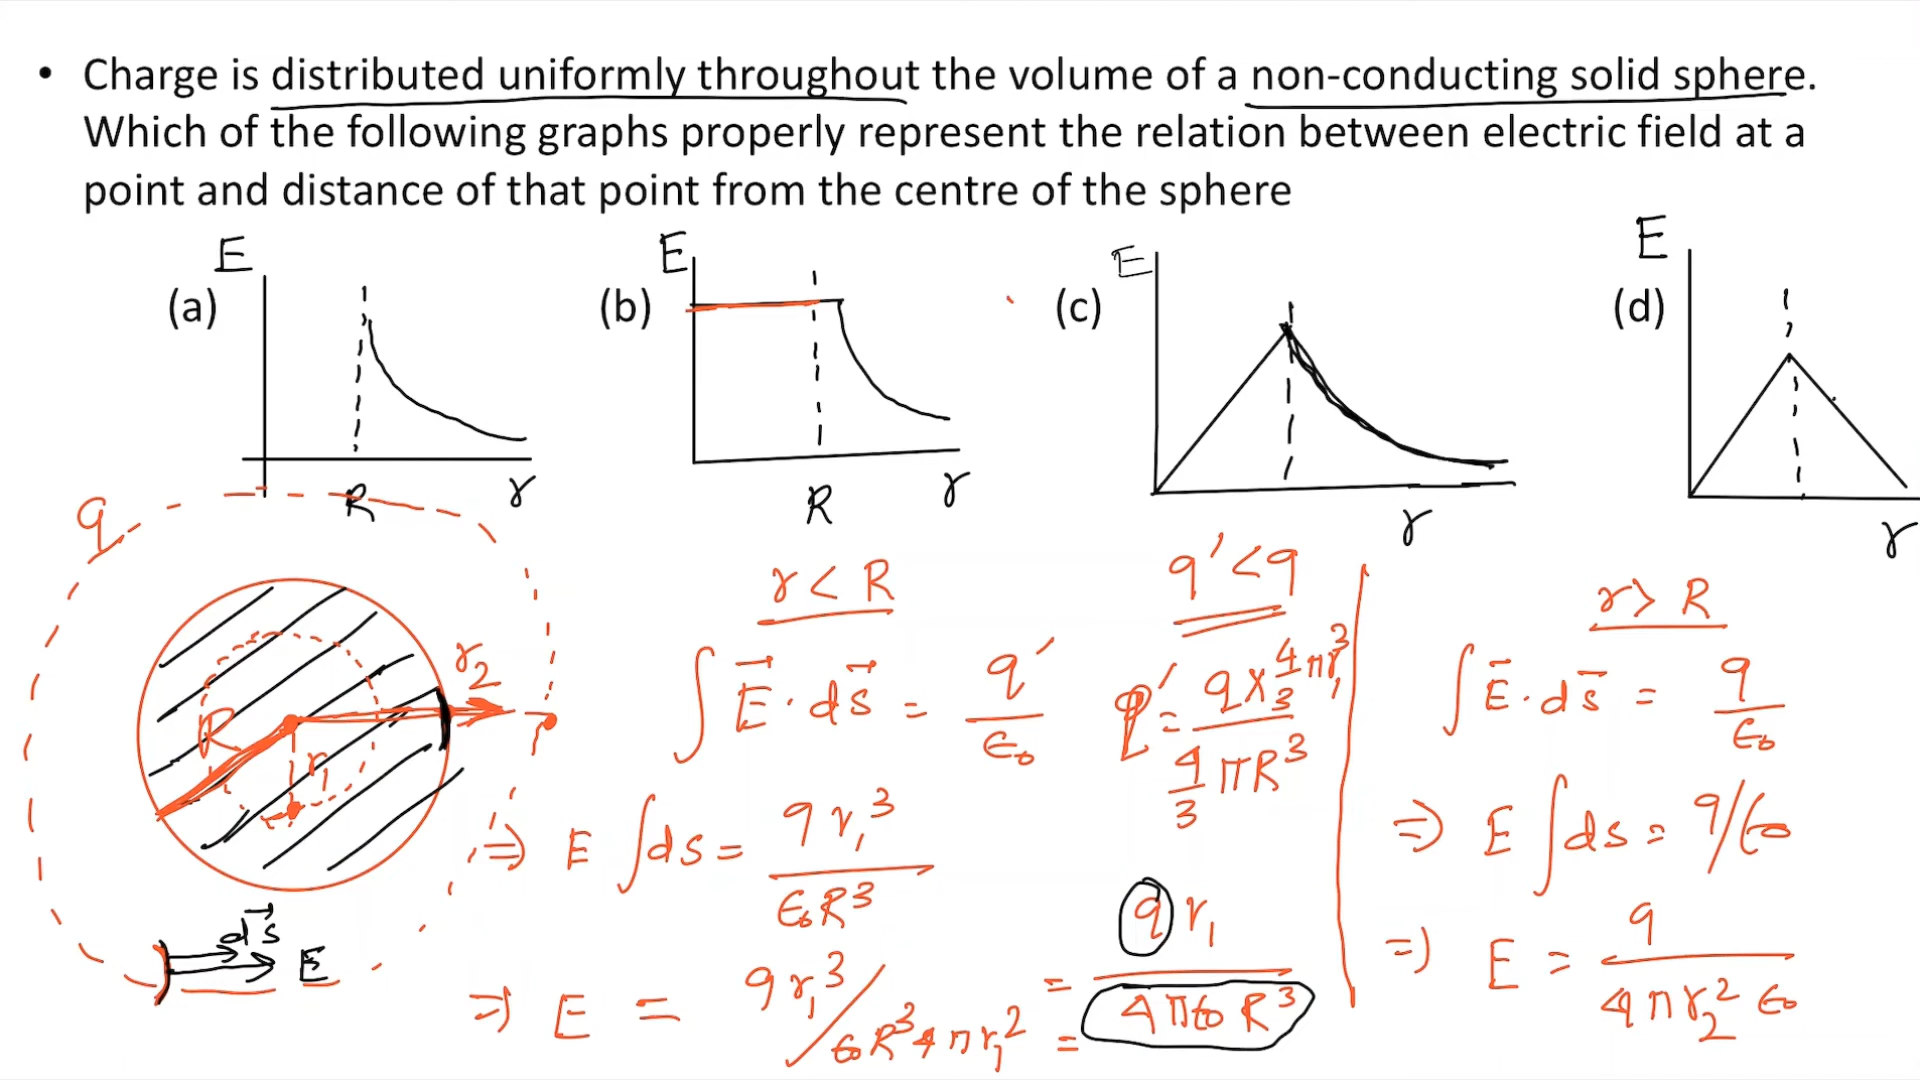 • Charge is distributed uniformly throughout the volume of a non-conducting solid sphere.
Which of the following graphs properly represent the relation between electric field at a
point and distance of that point from the centre of the sphere
E E E E
(a) (b) (c) (d)
R r R r r r
q
R r₁ r₂
ds⃗ E
r < R
∫ E⃗ · ds⃗ = q′/ϵ₀
⇒ E ∫ds = q r₁³/ϵ₀R³
⇒ E = q r₁³/ϵ₀R³4πr₁² = q r₁/4πϵ₀R³
q′ < q
q′ = q × 4/3 πr₁³/4/3 πR³
r > R
∫ E⃗ · ds⃗ = q/ϵ₀
⇒ E ∫ds = q/ϵ₀
⇒ E = q/4πr₂²ϵ₀